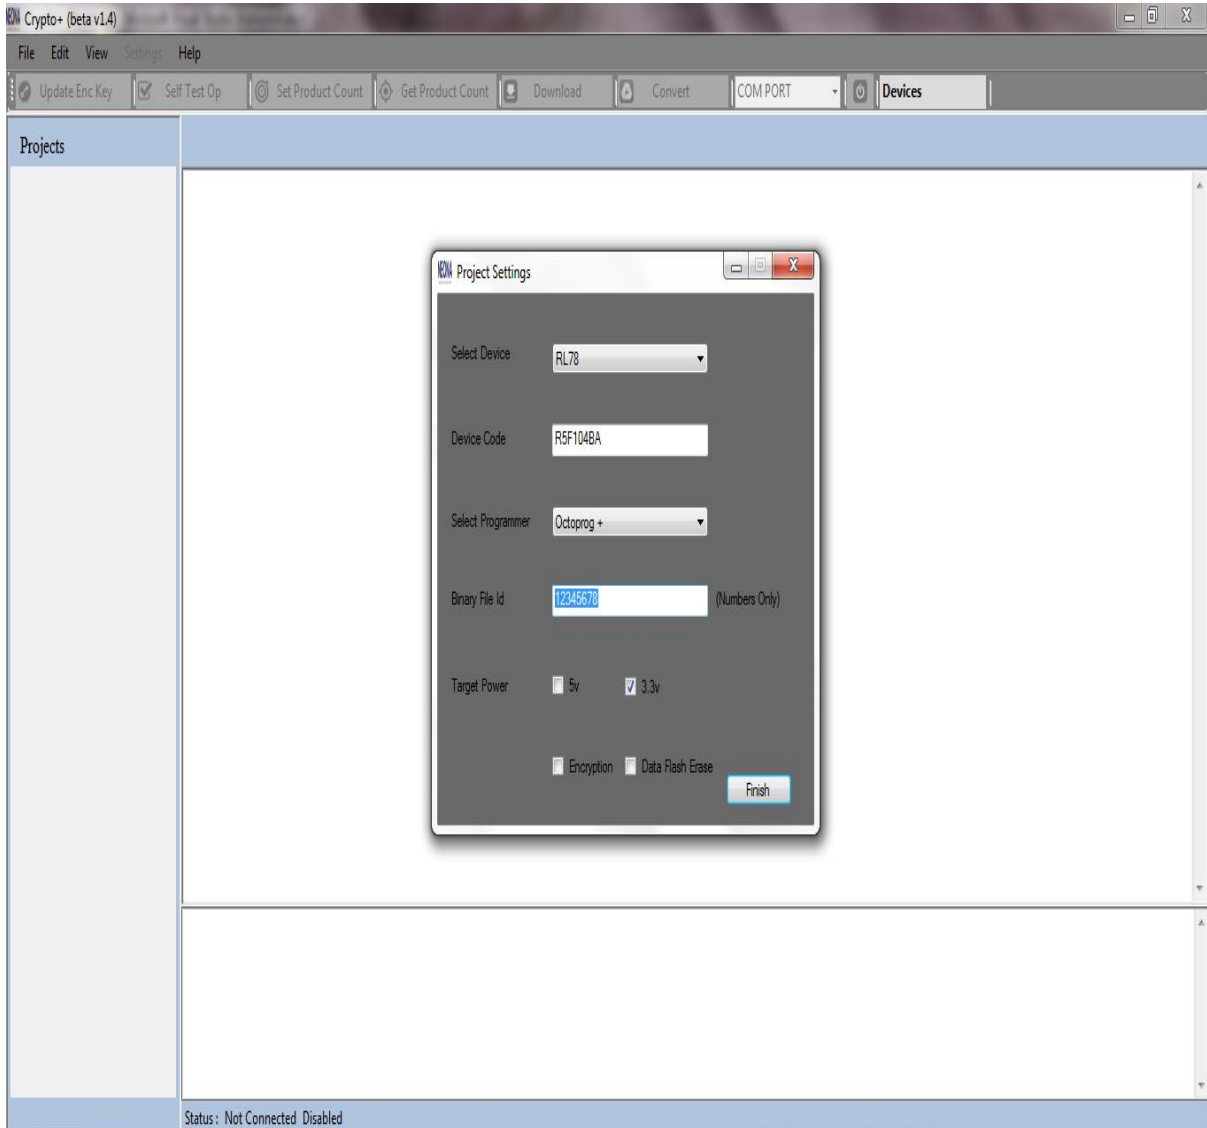 NEONA Crypto+ (beta v1.4)
File Edit View Settings Help
Update Enc Key Self Test Op Set Product Count Get Product Count Download Convert COM PORT Devices
Projects
NEONA Project Settings
Select Device RL78
Device Code R5F104BA
Select Programmer Octoprog +
Binary File Id 12345678 (Numbers Only)
Target Power 5v 3.3v
Encryption Data Flash Erase
Finish
Status : Not Connected Disabled